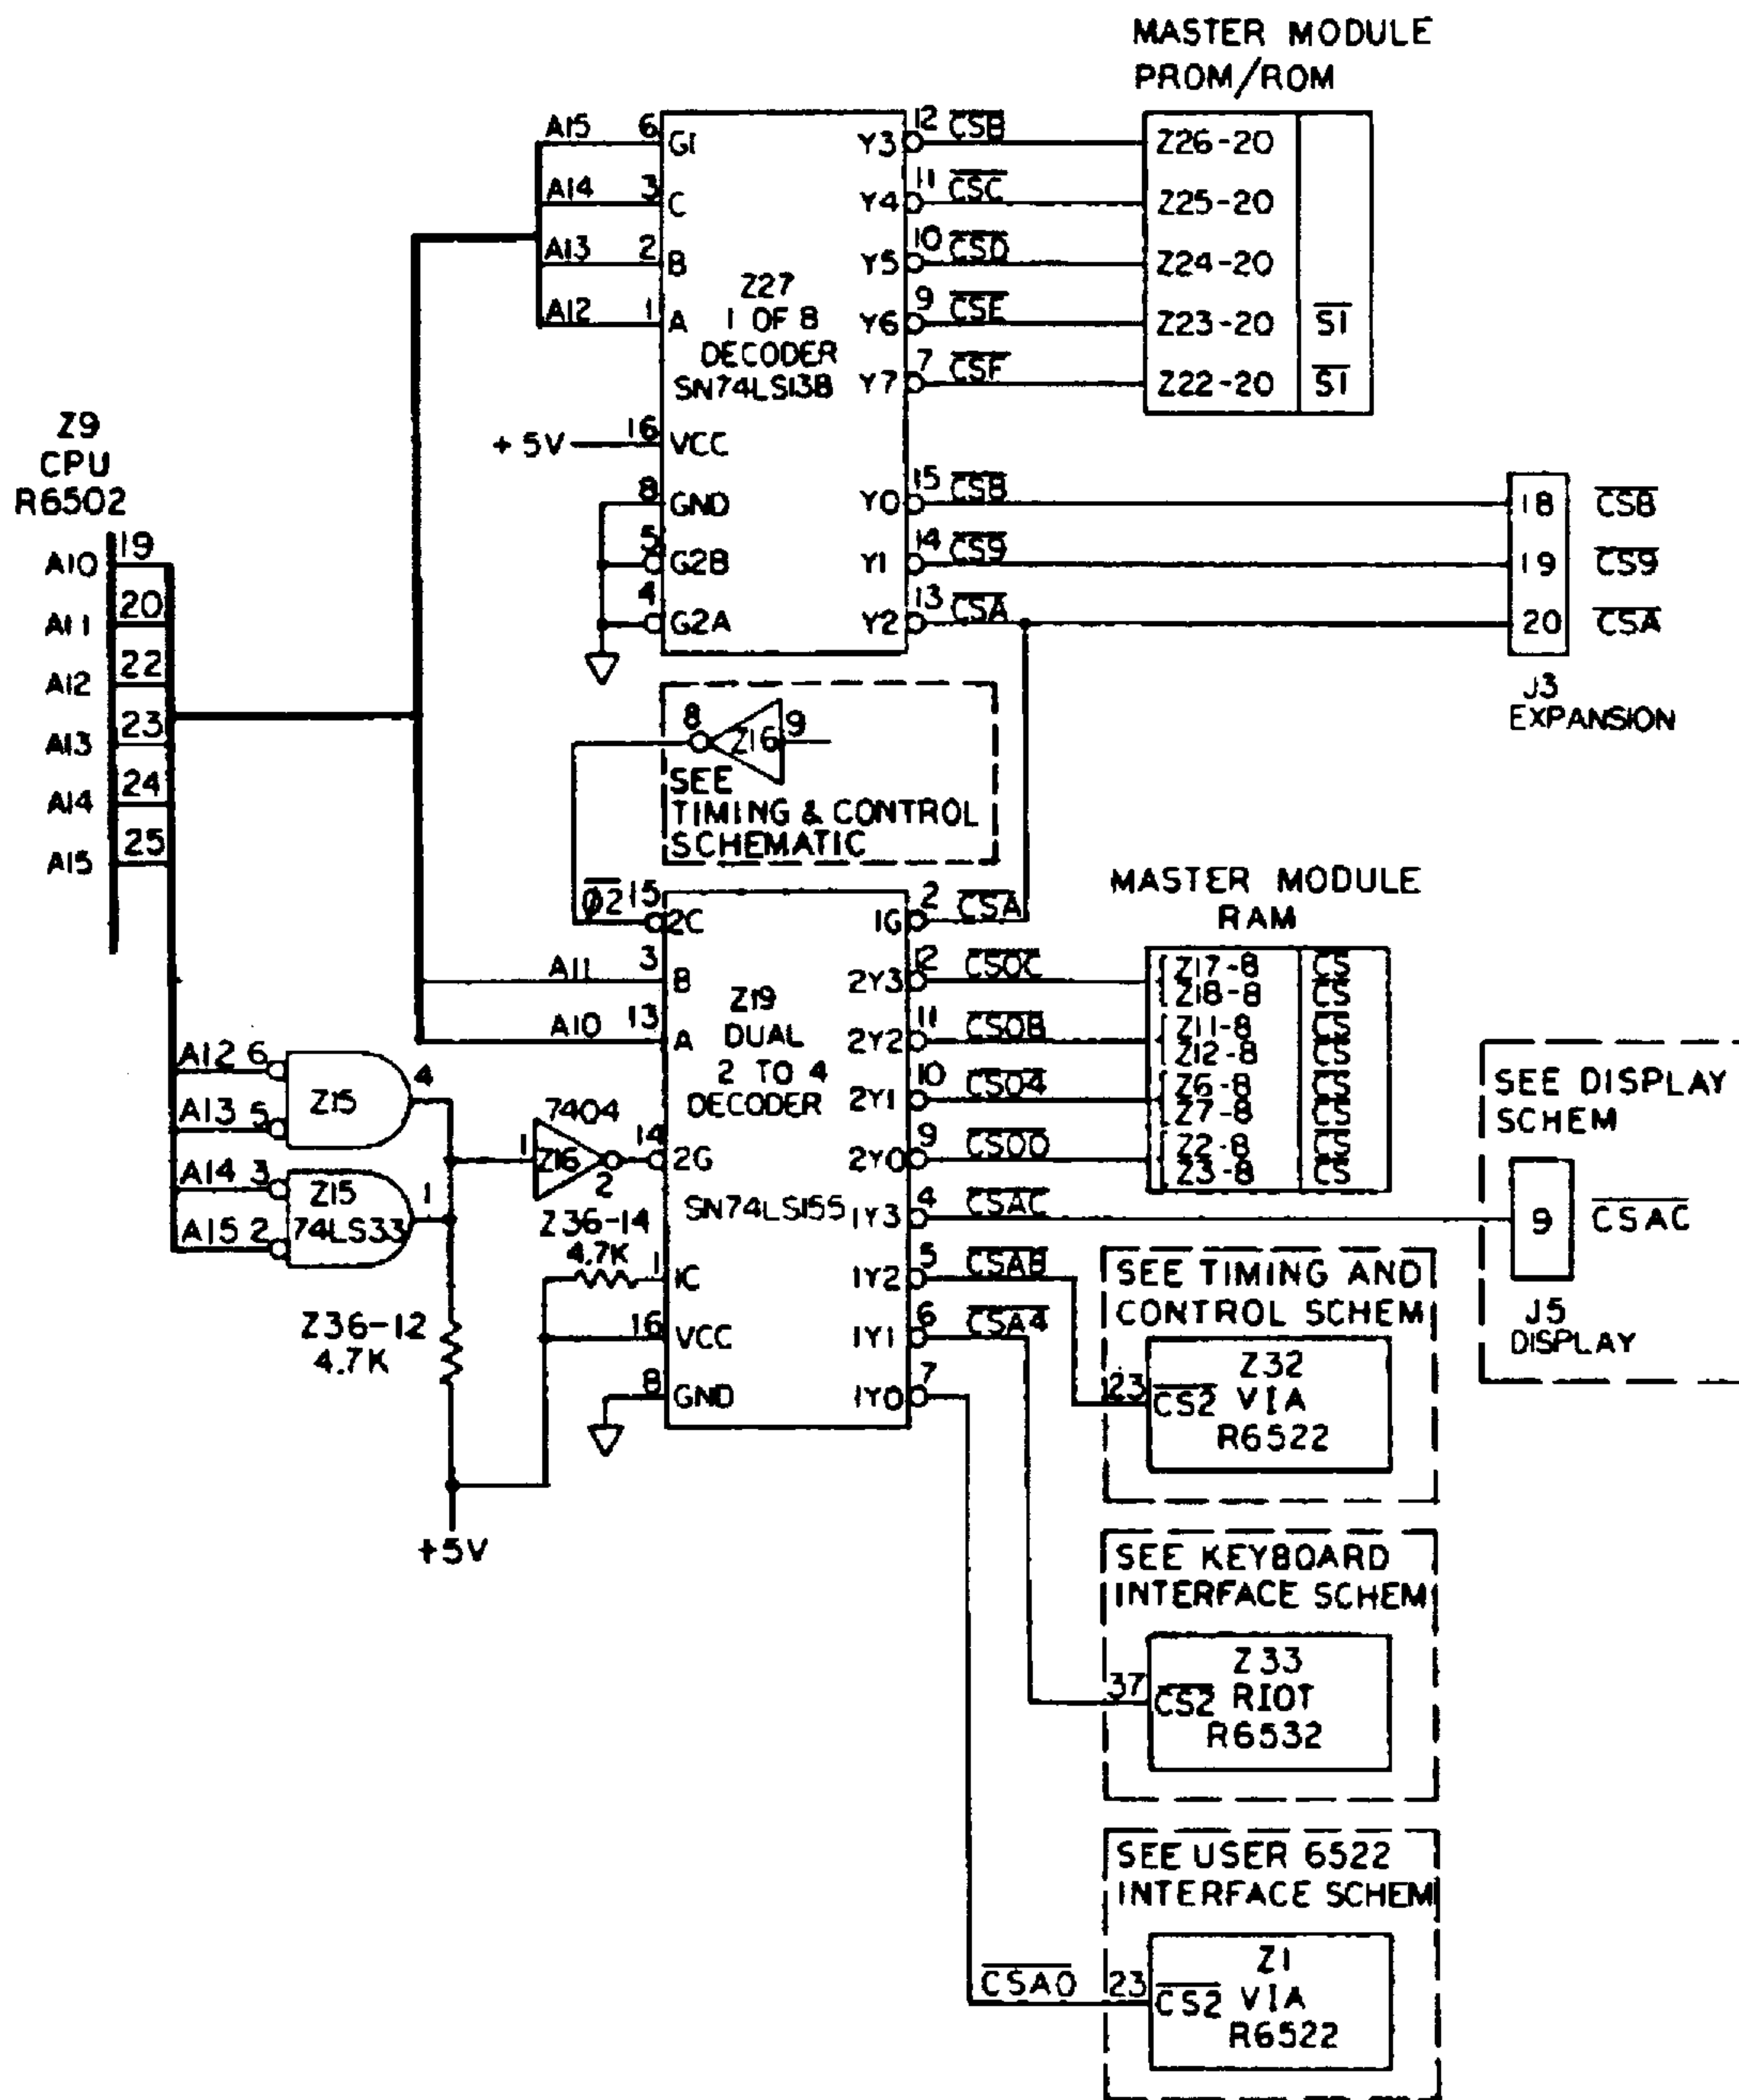 MASTER MODULE
PROM/ROM
A15 6 G1 Y3 12 CSB Z26-20
A14 3 C Y4 11 CSC Z25-20
A13 2 B Y5 10 CSD Z24-20
A12 1 A Y6 9 CSE Z23-20 S1
Y7 7 CSF Z22-20 S1
Z27
1 OF 8
DECODER
SN74LS138
+5V 16 VCC
8 GND Y0 15 CS8 18 CS8
5 G2B Y1 14 CS9 19 CS9
4 G2A Y2 13 CSA 20 CSA
J3
EXPANSION
Z9
CPU
R6502
A10 19
A11 20
A12 22
A13 23
A14 24
A15 25
8 Z16 9
SEE
TIMING & CONTROL
SCHEMATIC
MASTER MODULE
RAM
Ø2 15 2C 1G 2 CSA
A11 3 B 2Y3 12 CS0C Z17-8 CS
Z18-8 CS
A10 13 A 2Y2 11 CS08 Z11-8 CS
Z12-8 CS
2Y1 10 CS04 Z6-8 CS
Z7-8 CS
14 2G 2Y0 9 CS00 Z2-8 CS
Z3-8 CS
Z19
DUAL
2 TO 4
DECODER
SN74LS155
1Y3 4 CSAC
1 1C 1Y2 5 CSA8
16 VCC 1Y1 6 CSA4
8 GND 1Y0 7
A12 6
A13 5
Z15 4
A14 3
A15 2
Z15 1
74LS33
7404
1 Z16 2
Z36-14
4.7K
Z36-12
4.7K
+5V
SEE DISPLAY
SCHEM
9 CSAC
J5
DISPLAY
SEE TIMING AND
CONTROL SCHEM
Z32
23 CS2 VIA
R6522
SEE KEYBOARD
INTERFACE SCHEM
Z33
37 CS2 RIOT
R6532
SEE USER 6522
INTERFACE SCHEM
Z1
CSA0 23 CS2 VIA
R6522